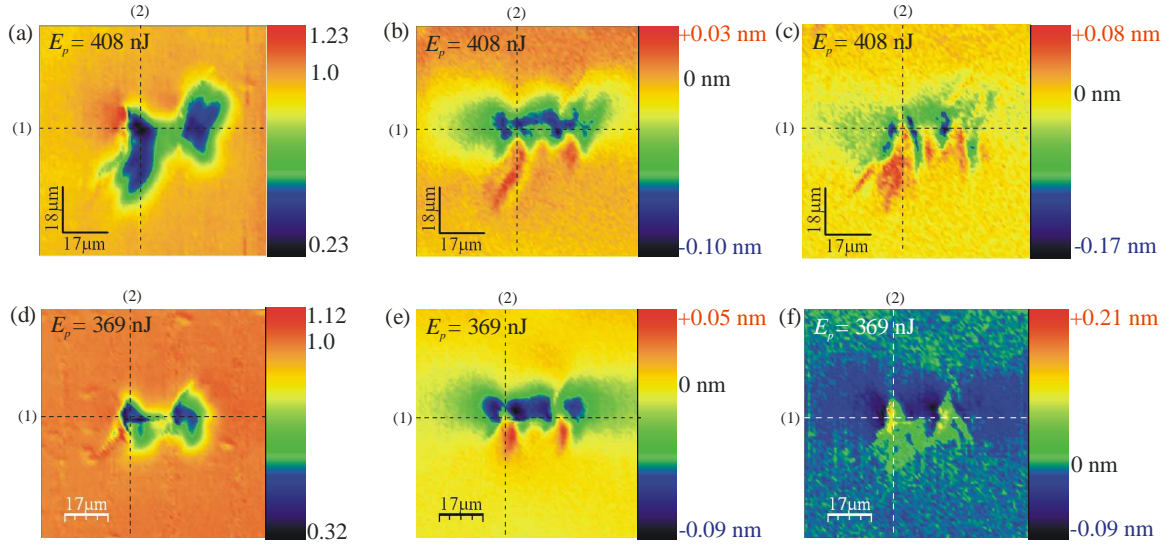 (a)
(2)
E_p = 408 nJ
(1)
18μm
17μm
1.23
1.0
0.23
(b)
(2)
E_p = 408 nJ
(1)
18μm
17μm
+0.03 nm
0 nm
-0.10 nm
(c)
(2)
E_p = 408 nJ
(1)
18μm
17μm
+0.08 nm
0 nm
-0.17 nm
(d)
(2)
E_p = 369 nJ
(1)
17μm
1.12
1.0
0.32
(e)
(2)
E_p = 369 nJ
(1)
17μm
+0.05 nm
0 nm
-0.09 nm
(f)
(2)
E_p = 369 nJ
(1)
17μm
+0.21 nm
0 nm
-0.09 nm